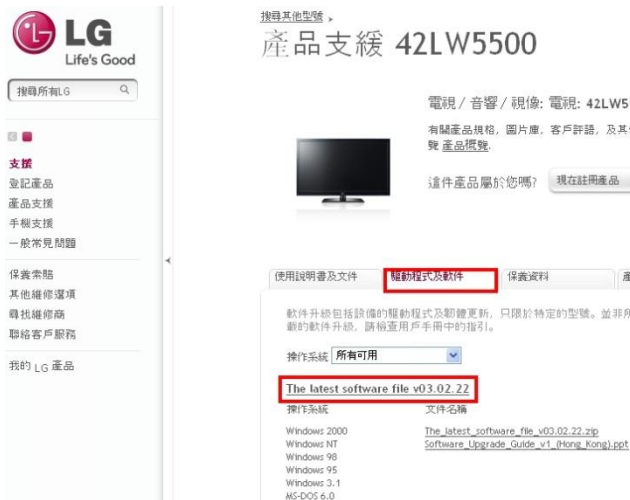 LG
Life's Good
搜尋所有LG
支援
登記產品
產品支援
手機支援
一般常見問題
保養索賠
其他維修選項
尋找維修商
聯絡客戶服務
我的 LG 產品
搜尋其他型號
產品支援 42LW5500
電視/ 音響/ 視像: 電視: 42LW5
有關產品規格, 圖片庫, 客戶評語, 及其
覽 產品概覽.
這件產品屬於您嗎? 現在註冊產品
使用說明書及文件 驅動程式及軟件 保養資料 產
軟件升級包括設備的驅動程式及韌體更新, 只限於特定的型號。並非所
載的軟件升級, 請檢查用戶手冊中的指引。
操作系統 所有可用
The latest software file v03.02.22
操作系統 文件名稱
Windows 2000 The_latest_software_file_v03.02.22.zip
Windows NT Software_Upgrade_Guide_v1_(Hong_Kong).ppt
Windows 98
Windows 95
Windows 3.1
MS-DOS 6.0